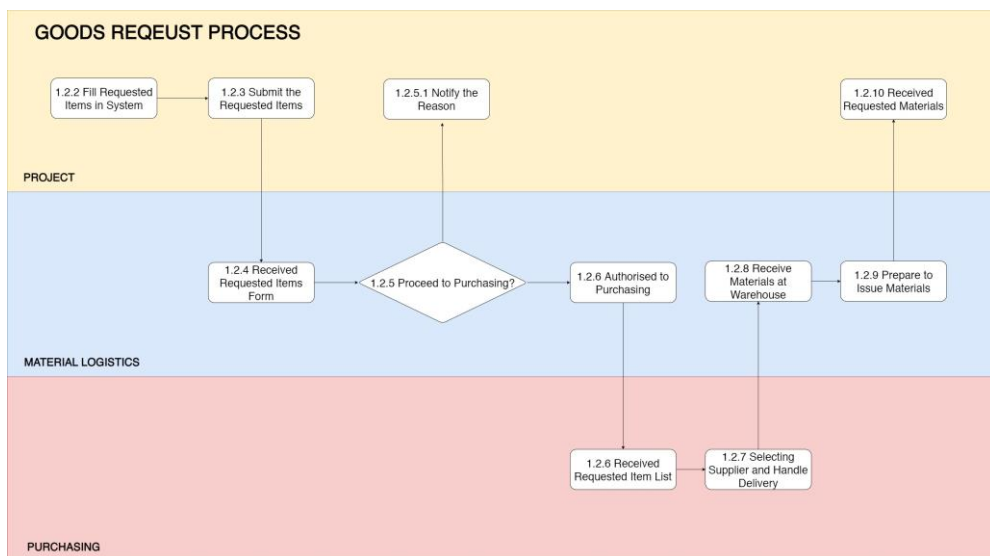 GOODS REQEUST PROCESS
1.2.2 Fill Requested
Items in System
1.2.3 Submit the
Requested Items
1.2.5.1 Notify the
Reason
1.2.10 Received
Requested Materials
PROJECT
1.2.4 Received
Requested Items
Form
1.2.5 Proceed to Purchasing?
1.2.6 Authorised to
Purchasing
1.2.8 Receive
Materials at
Warehouse
1.2.9 Prepare to
Issue Materials
MATERIAL LOGISTICS
1.2.6 Received
Requested Item List
1.2.7 Selecting
Supplier and Handle
Delivery
PURCHASING